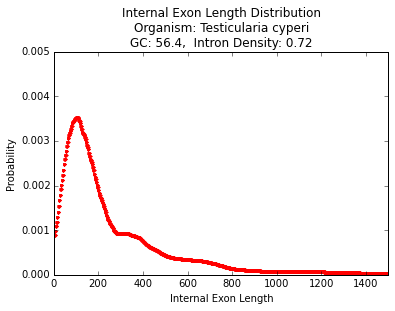 Internal Exon Length Distribution
Organism: Testicularia cyperi
GC: 56.4,  Intron Density: 0.72
0.005
0.004
0.003
0.002
0.001
0.000
Probability
0 200 400 600 800 1000 1200 1400
Internal Exon Length